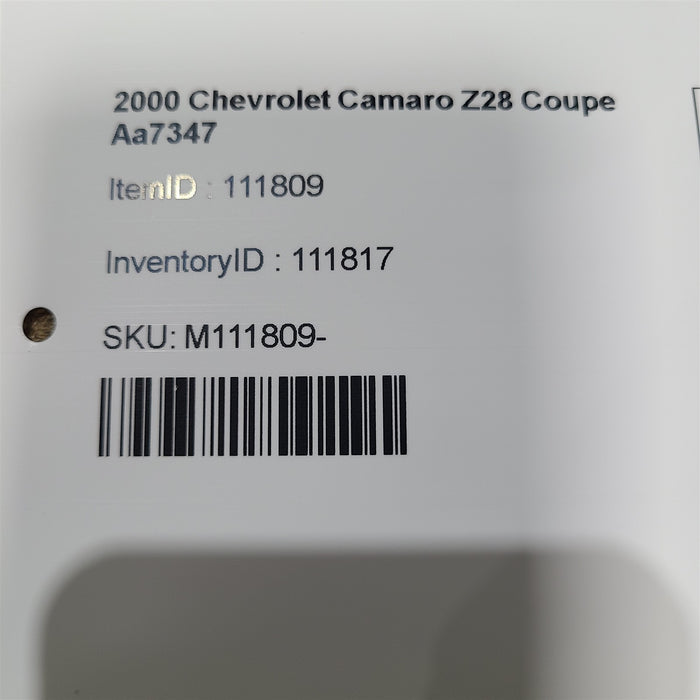 2000 Chevrolet Camaro Z28 Coupe
Aa7347
ItemID : 111809
InventoryID : 111817
SKU: M111809-